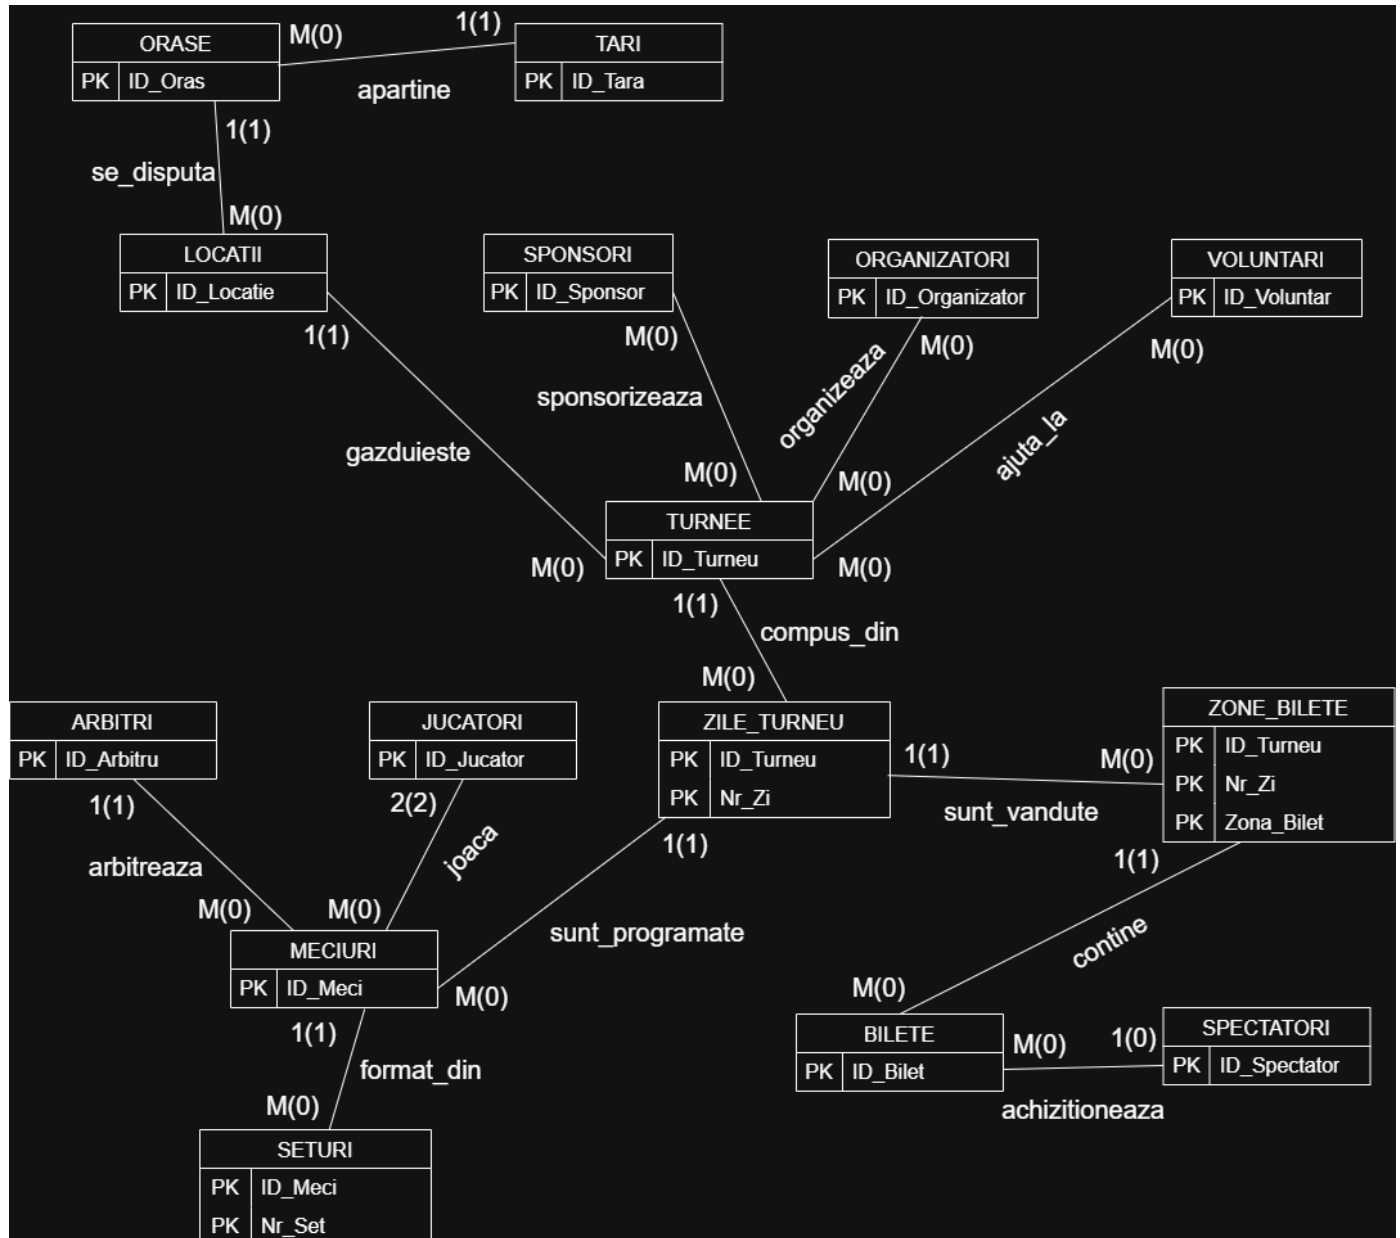 ORASE
PK ID_Oras
M(0)
1(1)
apartine
TARI
PK ID_Tara
1(1)
se_disputa
M(0)
LOCATII
PK ID_Locatie
1(1)
gazduieste
M(0)
SPONSORI
PK ID_Sponsor
M(0)
sponsorizeaza
M(0)
ORGANIZATORI
PK ID_Organizator
M(0)
organizeaza
M(0)
VOLUNTARI
PK ID_Voluntar
M(0)
ajuta_la
M(0)
TURNEE
PK ID_Turneu
1(1)
compus_din
M(0)
ARBITRI
PK ID_Arbitru
1(1)
arbitreaza
M(0)
JUCATORI
PK ID_Jucator
2(2)
joaca
M(0)
ZILE_TURNEU
PK ID_Turneu
PK Nr_Zi
1(1)
sunt_vandute
M(0)
ZONE_BILETE
PK ID_Turneu
PK Nr_Zi
PK Zona_Bilet
1(1)
sunt_programate
M(0)
MECIURI
PK ID_Meci
1(1)
format_din
M(0)
SETURI
PK ID_Meci
PK Nr_Set
1(1)
contine
M(0)
BILETE
PK ID_Bilet
M(0)
1(0)
achizitioneaza
SPECTATORI
PK ID_Spectator